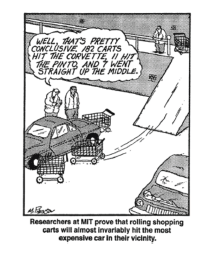 WELL, THAT'S PRETTY
CONCLUSIVE. 182 CARTS
HIT THE CORVETTE, 11 HIT
THE PINTO, AND 7 WENT
STRAIGHT UP THE MIDDLE.
Researchers at MIT prove that rolling shopping
carts will almost invariably hit the most
expensive car in their vicinity.